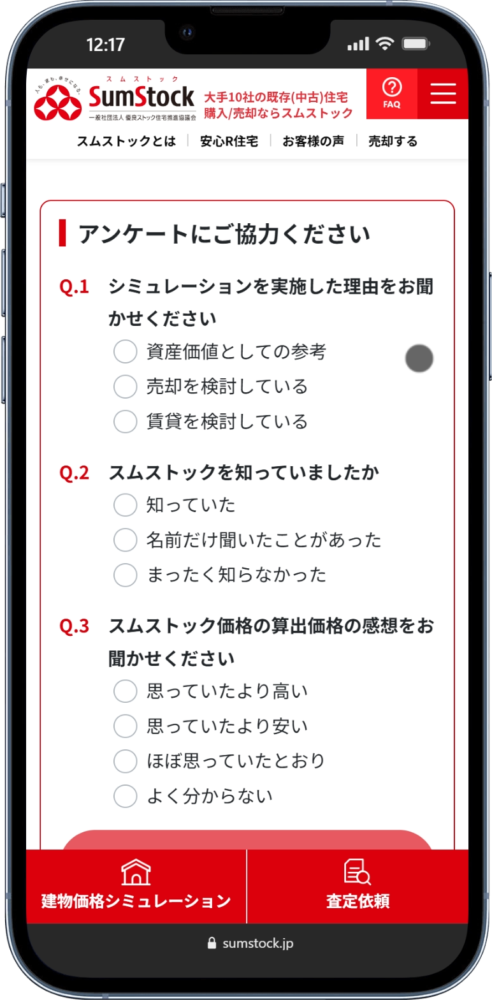 12:17
人も、家も、幸せになる。
スムストック
SumStock
一般社団法人 優良ストック住宅推進協議会
大手10社の既存(中古)住宅
購入/売却ならスムストック
FAQ
スムストックとは 安心R住宅 お客様の声 売却する
アンケートにご協力ください
Q.1 シミュレーションを実施した理由をお聞
かせください
資産価値としての参考
売却を検討している
賃貸を検討している
Q.2 スムストックを知っていましたか
知っていた
名前だけ聞いたことがあった
まったく知らなかった
Q.3 スムストック価格の算出価格の感想をお
聞かせください
思っていたより高い
思っていたより安い
ほぼ思っていたとおり
よく分からない
建物価格シミュレーション 査定依頼
sumstock.jp